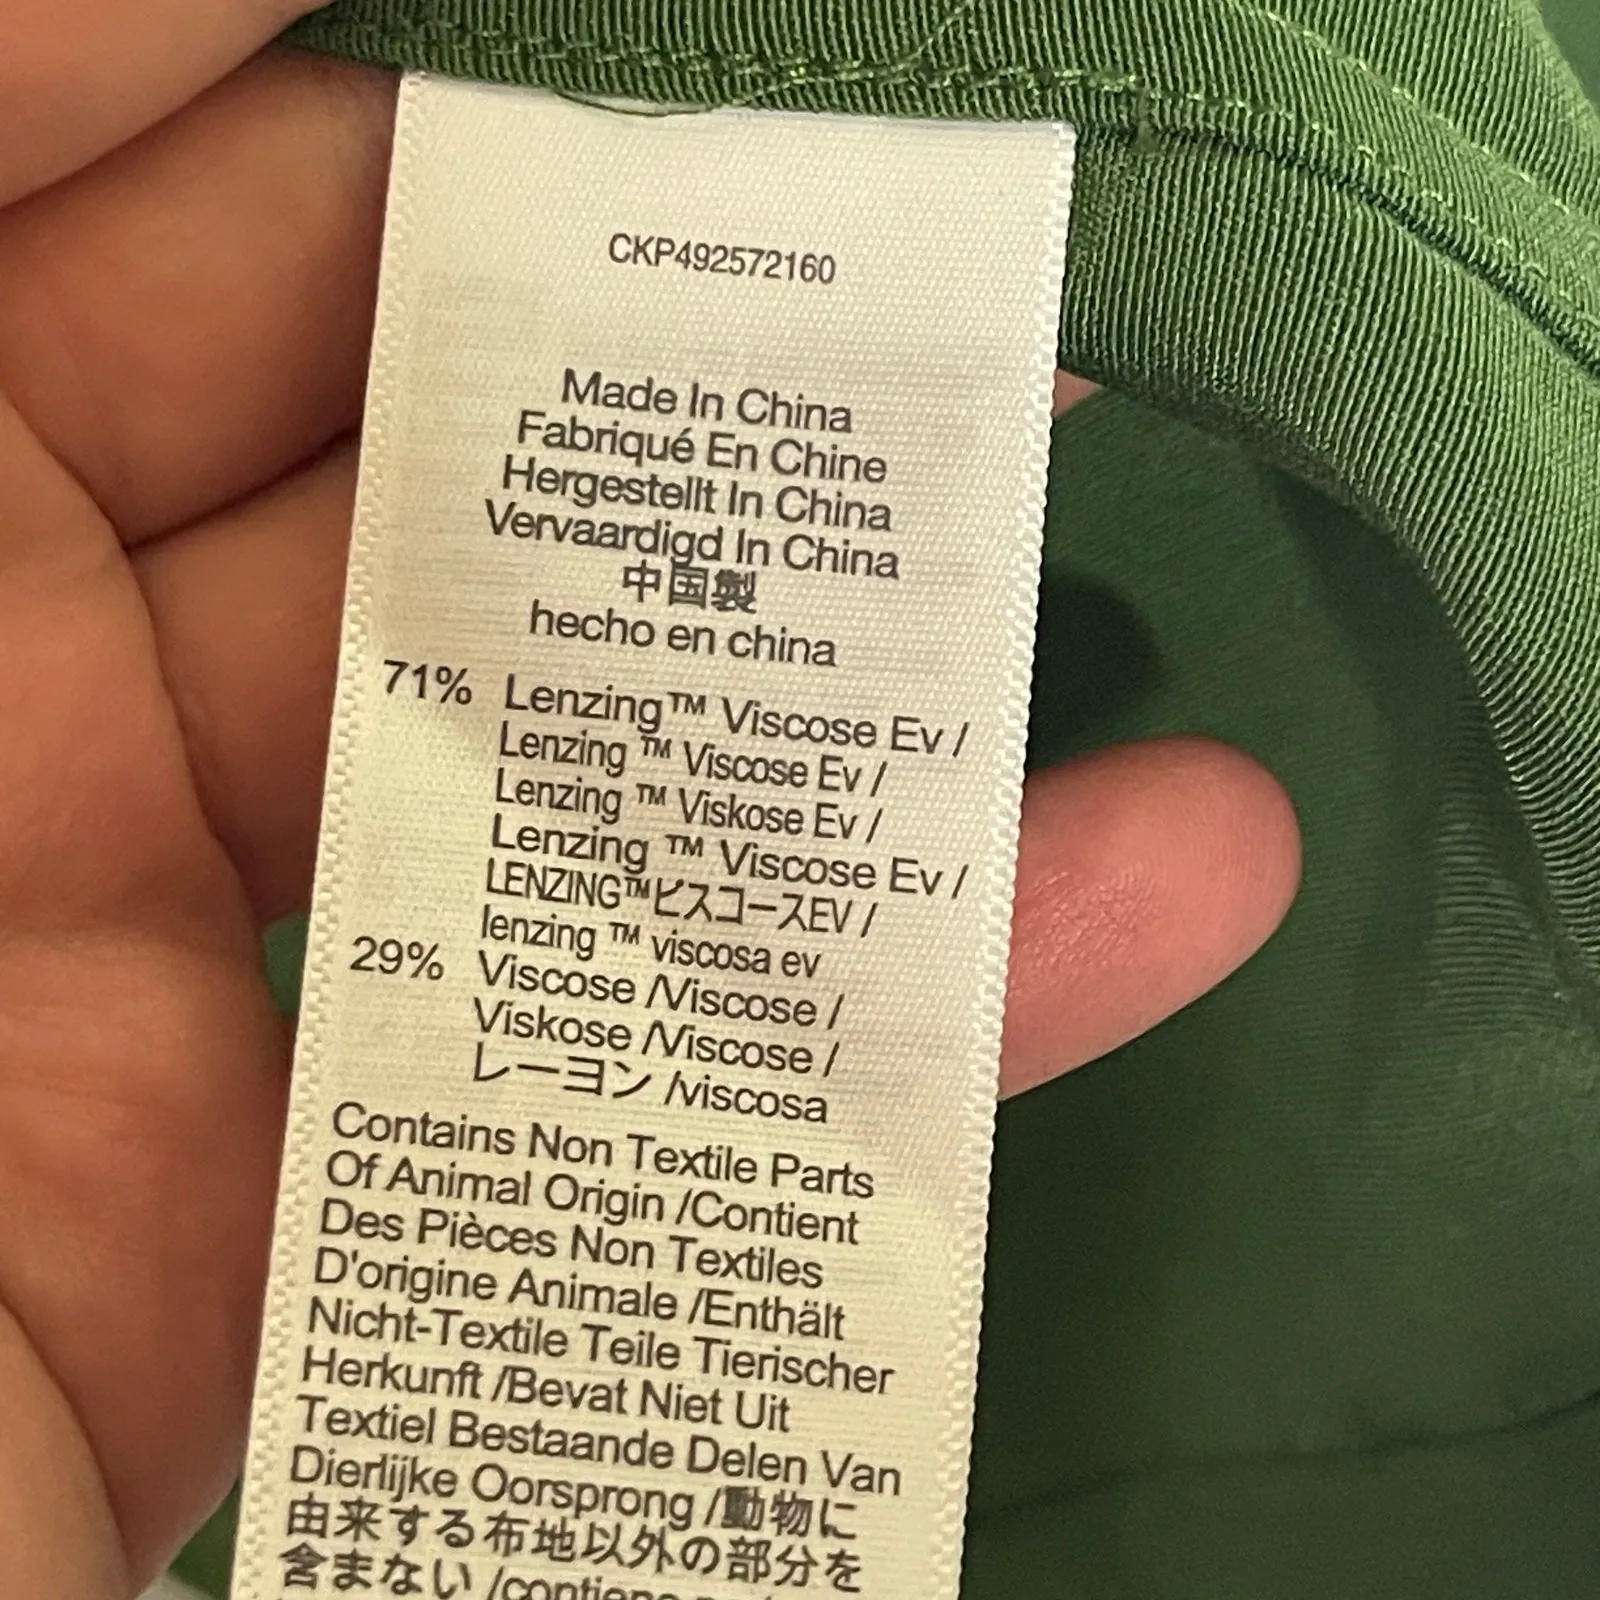 CKP492572160
Made In China
Fabriqué En Chine
Hergestellt In China
Vervaardigd In China
中国製
hecho en china
71% Lenzing™ Viscose Ev /
Lenzing ™ Viscose Ev /
Lenzing ™ Viskose Ev /
Lenzing ™ Viscose Ev /
LENZING™ビスコースEV /
lenzing ™ viscosa ev
29% Viscose /Viscose /
Viskose /Viscose /
レーヨン /viscosa
Contains Non Textile Parts
Of Animal Origin /Contient
Des Pièces Non Textiles
D'origine Animale /Enthält
Nicht-Textile Teile Tierischer
Herkunft /Bevat Niet Uit
Textiel Bestaande Delen Van
Dierlijke Oorsprong /動物に
由来する布地以外の部分を
含まない /contiene